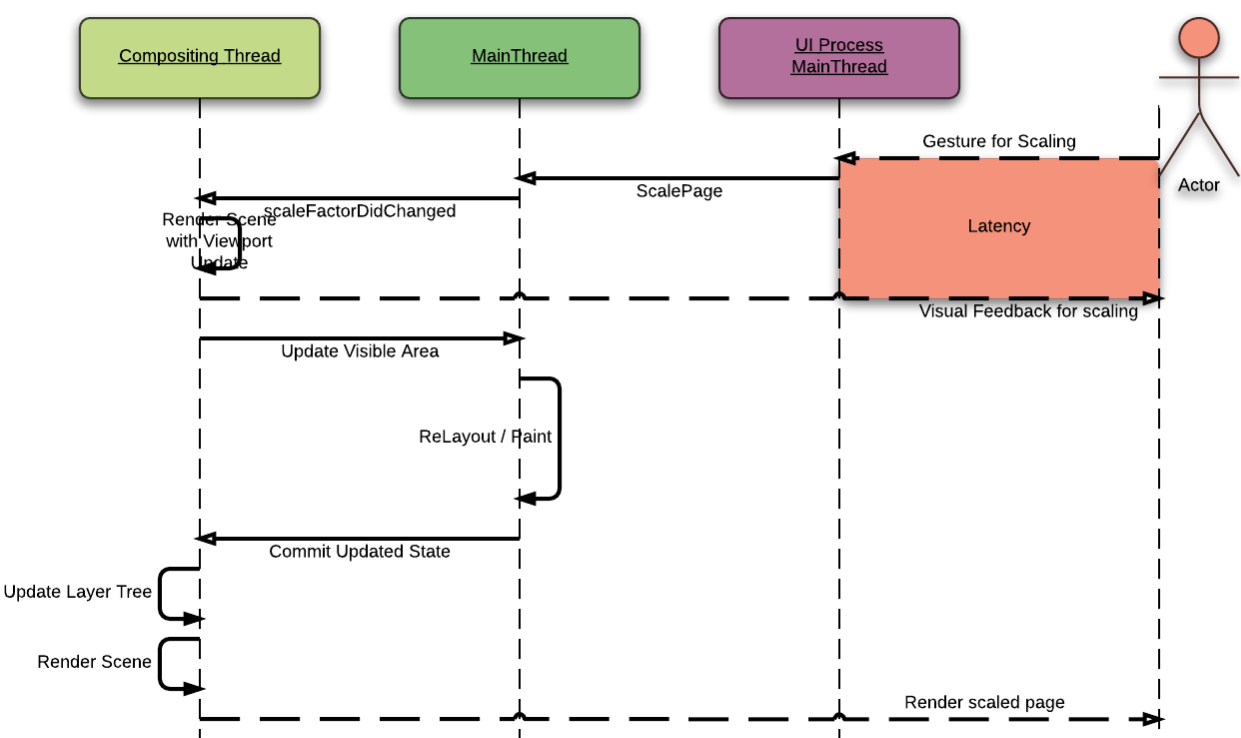 Compositing Thread
MainThread
UI Process
MainThread
Gesture for Scaling
Actor
ScalePage
scaleFactorDidChanged
Render Scene
with Viewport
Update
Latency
Visual Feedback for scaling
Update Visible Area
ReLayout / Paint
Commit Updated State
Update Layer Tree
Render Scene
Render scaled page